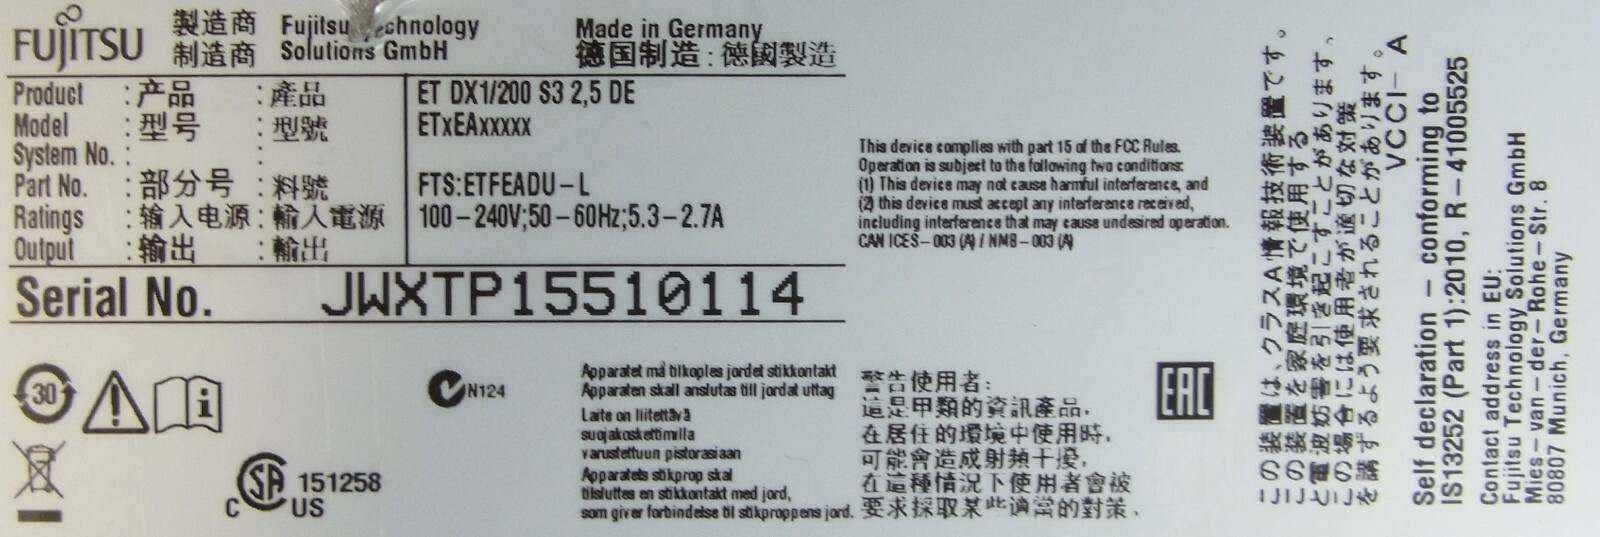 FUJITSU 製造商 Fujitsu Technology
制造商 Solutions GmbH
Made in Germany
德国制造：德國製造
Product : 产品 : 產品 ET DX1/200 S3 2,5 DE
Model : 型号 : 型號 ETxEAxxxxx
System No. : :
Part No. : 部分号 : 料號 FTS:ETFEADU-L
Ratings : 输入电源 : 輸入電源 100-240V;50-60Hz;5.3-2.7A
Output : 输出 : 輸出
Serial No. JWXTP15510114
This device complies with part 15 of the FCC Rules.
Operation is subject to the following two conditions:
(1) This device may not cause harmful interference, and
(2) this device must accept any interference received,
including interference that may cause undesired operation.
CAN ICES-003 (A) / NMB-003 (A)
30
i
N124
C SA US 151258
Apparatet må tilkoples jordet stikkontakt
Apparaten skall anslutas till jordat uttag
Laite on liitettävä
suojakoskettimilla
varustettuun pistorasiaan
Apparatets stikprop skal
tilsluttes en stikkontakt med jord,
som giver forbindelse til stikproppens jord.
警告使用者：
這是甲類的資訊產品，
在居住的環境中使用時，
可能會造成射頻干擾，
在這種情況下使用者會被
要求採取某些適當的對策．
EAC
この装置は、クラスA情報技術装置です。
この装置を家庭環境で使用する
と電波妨害を引き起こすことがあります。
この場合には使用者が適切な対策
を講ずるよう要求されることがあります。
VCCI-A
Self declaration - conforming to
IS13252 (Part 1):2010, R-41005525
Contact address in EU:
Fujitsu Technology Solutions GmbH
Mies-van-der-Rohe-Str. 8
80807 Munich, Germany